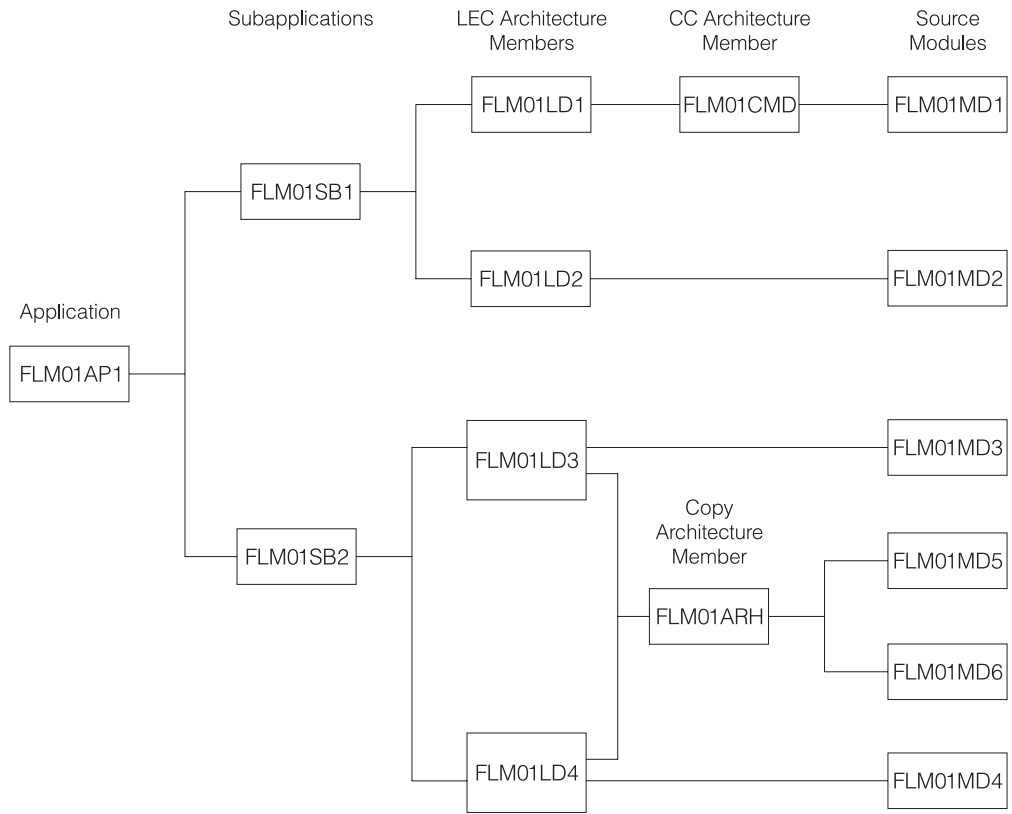 Subapplications
LEC Architecture
Members
CC Architecture
Member
Source
Modules
FLM01LD1
FLM01CMD
FLM01MD1
FLM01SB1
FLM01LD2
FLM01MD2
Application
FLM01AP1
FLM01LD3
FLM01MD3
Copy
Architecture
Member
FLM01SB2
FLM01MD5
FLM01ARH
FLM01MD6
FLM01LD4
FLM01MD4